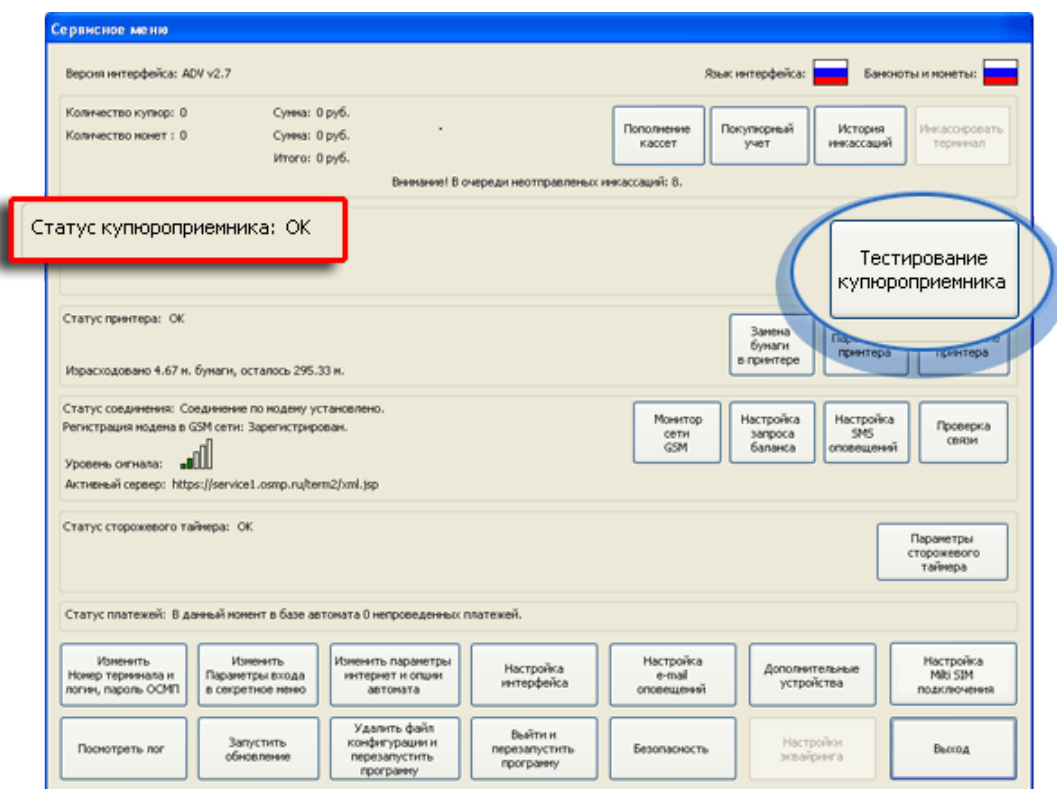 Сервисное меню
Версия интерфейса: ADV v2.7
Язык интерфейса:
Банкноты и монеты:
Количество купюр: 0
Сумма: 0 руб.
Количество монет : 0
Сумма: 0 руб.
Итого: 0 руб.
Пополнение
кассет
Покупюрный
учет
История
инкассаций
Инкассировать
терминал
Внимание! В очереди неотправленых инкассаций: 8.
Статус купюроприемника: OK
Тестирование
купюроприемника
Статус принтера: OK
Израсходовано 4.67 м. бумаги, осталось 295.33 м.
Замена
бумаги
в принтере
принтера
принтера
Статус соединения: Соединение по модему установлено.
Регистрация модема в GSM сети: Зарегистрирован.
Уровень сигнала:
Активный сервер: https://service1.osmp.ru/term2/xml.jsp
Монитор
сети
GSM
Настройка
запроса
баланса
Настройка
SMS
оповещений
Проверка
связи
Статус сторожевого таймера: OK
Параметры
сторожевого
таймера
Статус платежей: В данный момент в базе автомата 0 непроведенных платежей.
Изменить
Номер терминала и
логин, пароль ОСМП
Изменить
Параметры входа
в секретное меню
Изменить параметры
интернет и опции
автомата
Настройка
интерфейса
Настройка
e-mail
оповещений
Дополнительные
устройства
Настройка
Milti SIM
подключения
Посмотреть лог
Запустить
обновление
Удалить файл
конфигурации и
перезапустить
программу
Выйти и
перезапустить
программу
Безопасность
Настройки
эквайринга
Выход